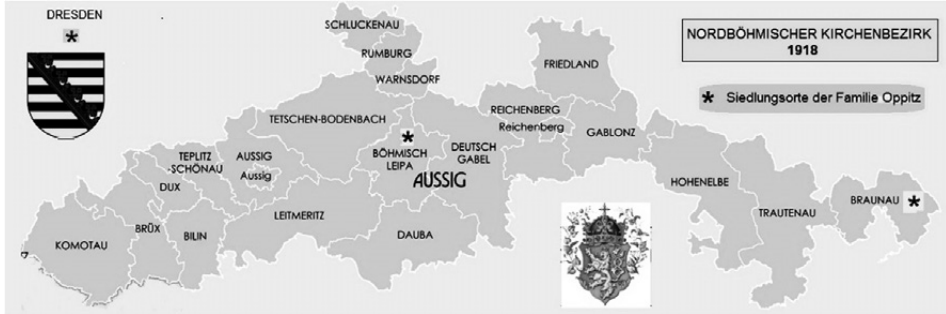 DRESDEN
*
NORDBÖHMISCHER KIRCHENBEZIRK
1918
* Siedlungsorte der Familie Oppitz
SCHLUCKENAU
RUMBURG
WARNSDORF
FRIEDLAND
TETSCHEN-BODENBACH
REICHENBERG
Reichenberg
GABLONZ
*
BÖHMISCH
LEIPA
DEUTSCH
GABEL
AUSSIG
TEPLITZ
-SCHÖNAU
AUSSIG
Aussig
DUX
BRÜX
BILIN
KOMOTAU
LEITMERITZ
DAUBA
HOHENELBE
TRAUTENAU
BRAUNAU *